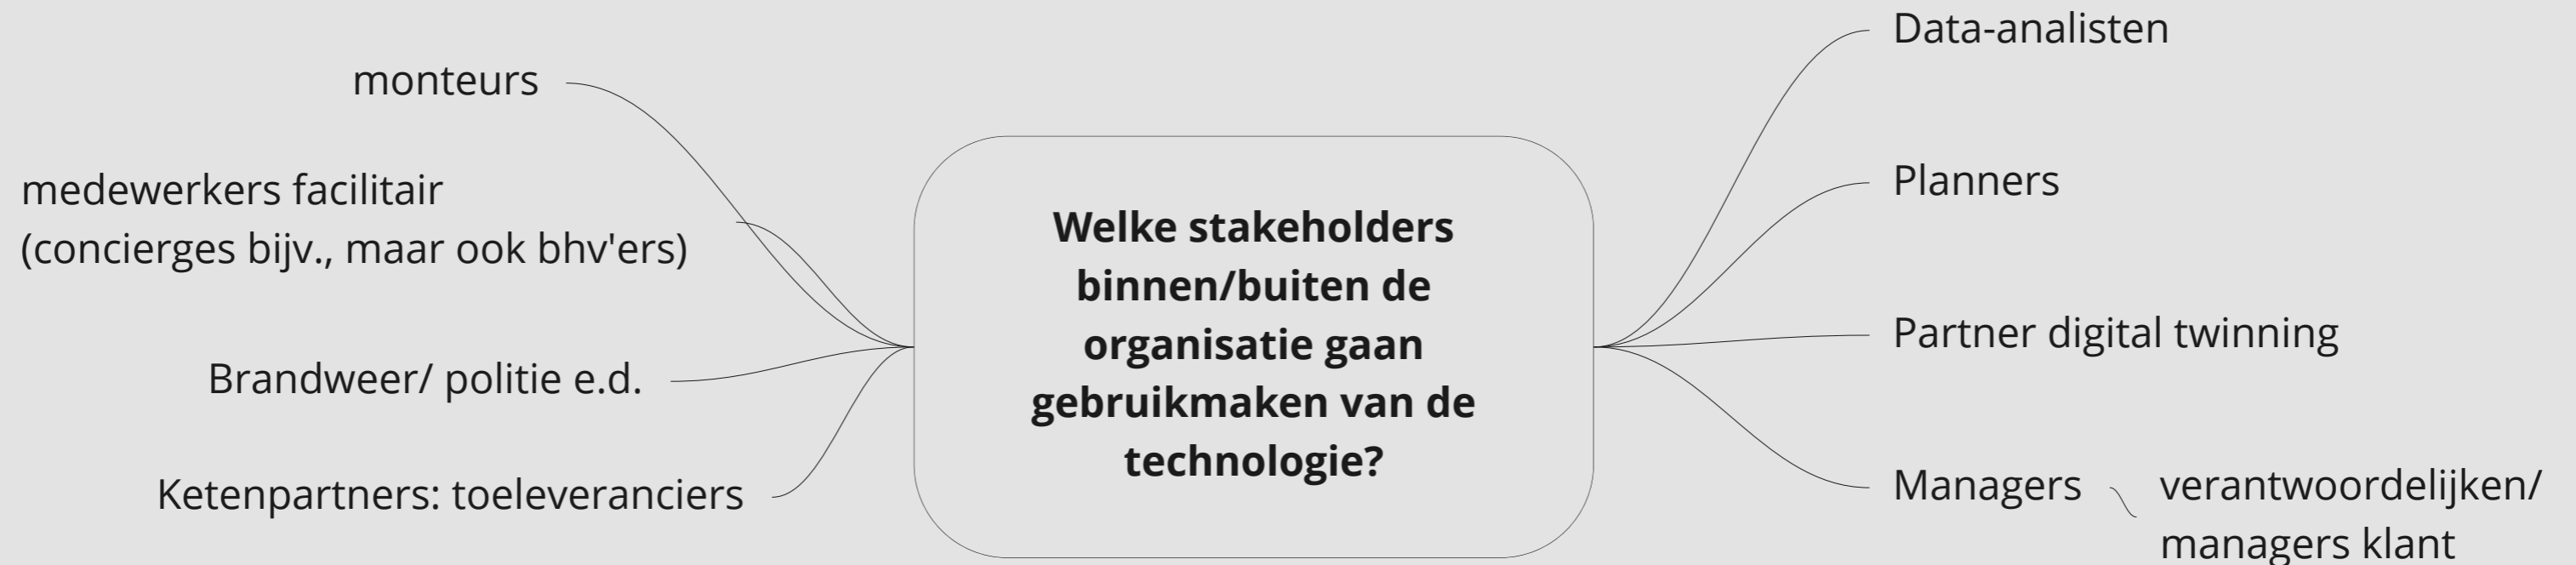 monteurs
medewerkers facilitair
(concierges bijv., maar ook bhv'ers)
Brandweer/ politie e.d.
Ketenpartners: toeleveranciers
Welke stakeholders
binnen/buiten de
organisatie gaan
gebruikmaken van de
technologie?
Data-analisten
Planners
Partner digital twinning
Managers
verantwoordelijken/
managers klant